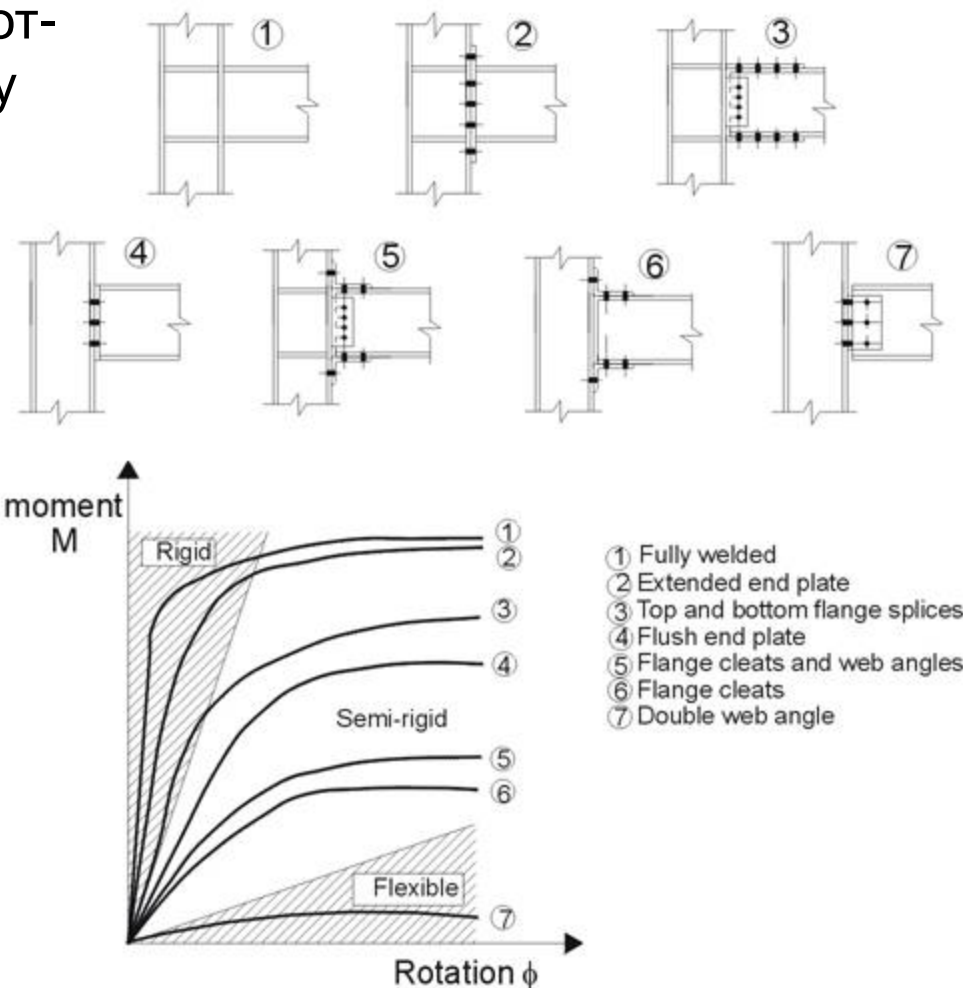 от-
у
①
②
③
④
⑤
⑥
⑦
moment
M
Rigid
①
②
③
④
Semi-rigid
⑤
⑥
Flexible
⑦
Rotation ϕ
① Fully welded
② Extended end plate
③ Top and bottom flange splices
④ Flush end plate
⑤ Flange cleats and web angles
⑥ Flange cleats
⑦ Double web angle